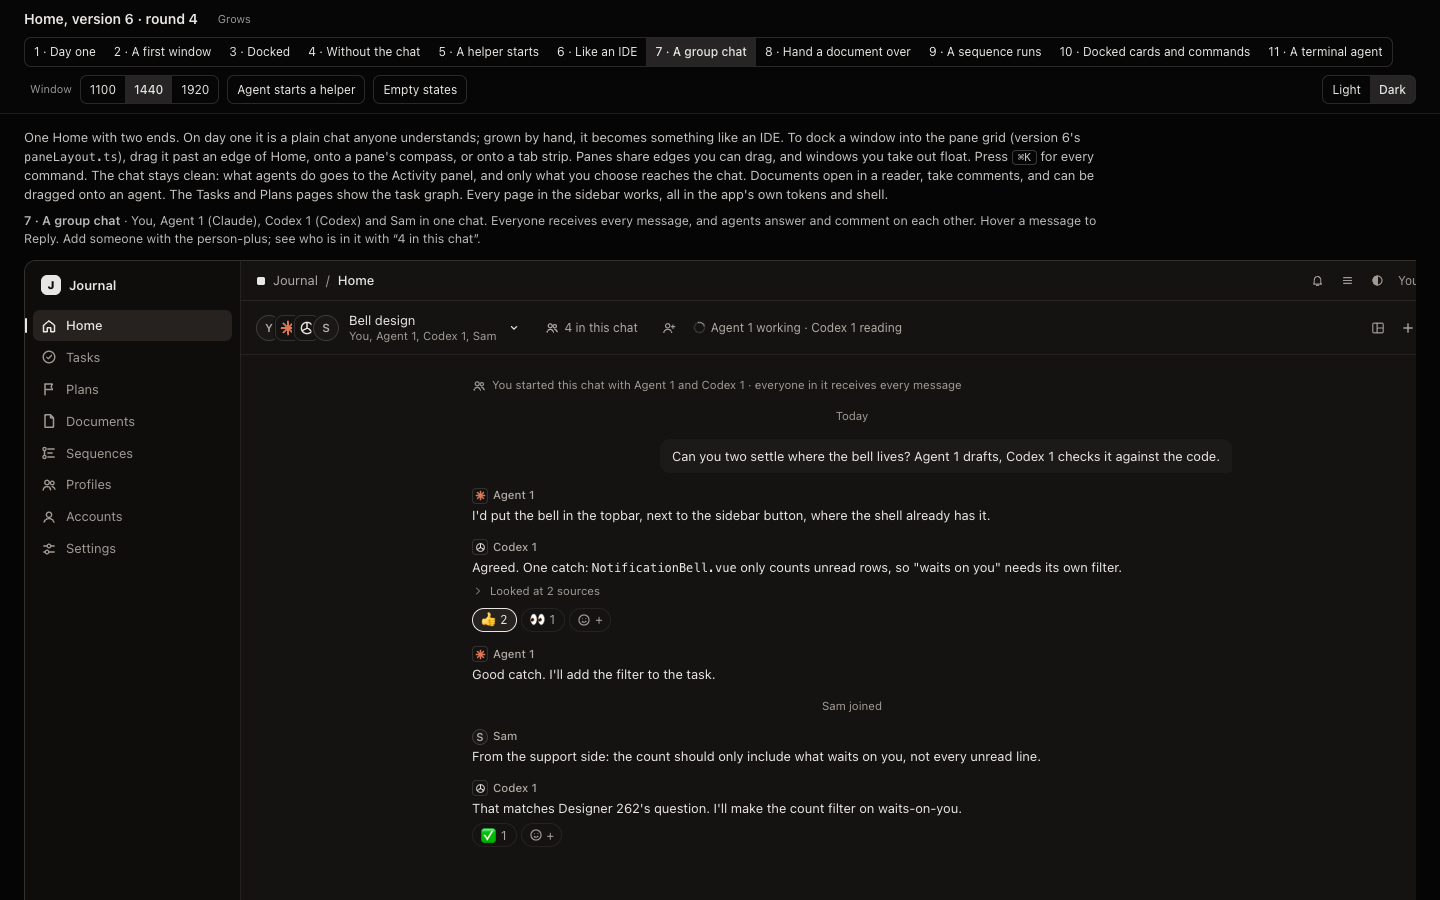 Home, version 6 · round 4 Grows
1 · Day one 2 · A first window 3 · Docked 4 · Without the chat 5 · A helper starts 6 · Like an IDE 7 · A group chat 8 · Hand a document over 9 · A sequence runs 10 · Docked cards and commands 11 · A terminal agent
Window 1100 1440 1920 Agent starts a helper Empty states Light Dark
One Home with two ends. On day one it is a plain chat anyone understands; grown by hand, it becomes something like an IDE. To dock a window into the pane grid (version 6's
paneLayout.ts), drag it past an edge of Home, onto a pane's compass, or onto a tab strip. Panes share edges you can drag, and windows you take out float. Press ⌘K for every
command. The chat stays clean: what agents do goes to the Activity panel, and only what you choose reaches the chat. Documents open in a reader, take comments, and can be
dragged onto an agent. The Tasks and Plans pages show the task graph. Every page in the sidebar works, all in the app's own tokens and shell.
7 · A group chat · You, Agent 1 (Claude), Codex 1 (Codex) and Sam in one chat. Everyone receives every message, and agents answer and comment on each other. Hover a message to
Reply. Add someone with the person-plus; see who is in it with “4 in this chat”.
J Journal
Home
Tasks
Plans
Documents
Sequences
Profiles
Accounts
Settings
Journal / Home
You
Y S
Bell design
You, Agent 1, Codex 1, Sam
4 in this chat
Agent 1 working · Codex 1 reading
You started this chat with Agent 1 and Codex 1 · everyone in it receives every message
Today
Can you two settle where the bell lives? Agent 1 drafts, Codex 1 checks it against the code.
Agent 1
I'd put the bell in the topbar, next to the sidebar button, where the shell already has it.
Codex 1
Agreed. One catch: NotificationBell.vue only counts unread rows, so "waits on you" needs its own filter.
Looked at 2 sources
👍 2 👀 1 +
Agent 1
Good catch. I'll add the filter to the task.
Sam joined
S Sam
From the support side: the count should only include what waits on you, not every unread line.
Codex 1
That matches Designer 262's question. I'll make the count filter on waits-on-you.
✅ 1 +